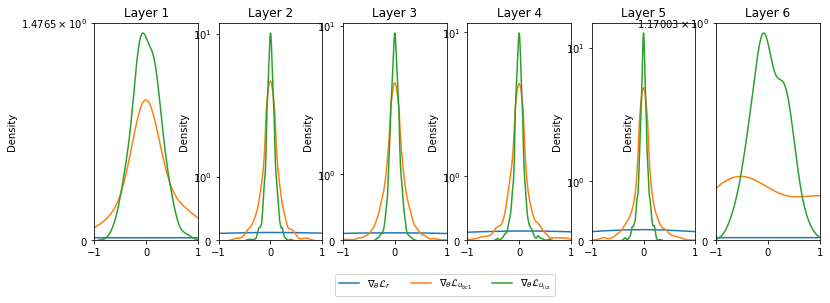 Layer 1 Layer 2 Layer 3 Layer 4 Layer 5 Layer 6
1.4765 × 10⁰ 10¹ 10¹ 10¹ 10¹ 1.17003 × 10⁰
Density Density Density Density Density Density
10⁰ 10⁰ 10⁰ 10⁰
0 0 0 0 0 0
−1 0 1 −1 0 1 −1 0 1 −1 0 1 −1 0 1 −1 0 1
∇θℒr ∇θℒu_bc1 ∇θℒu_ics